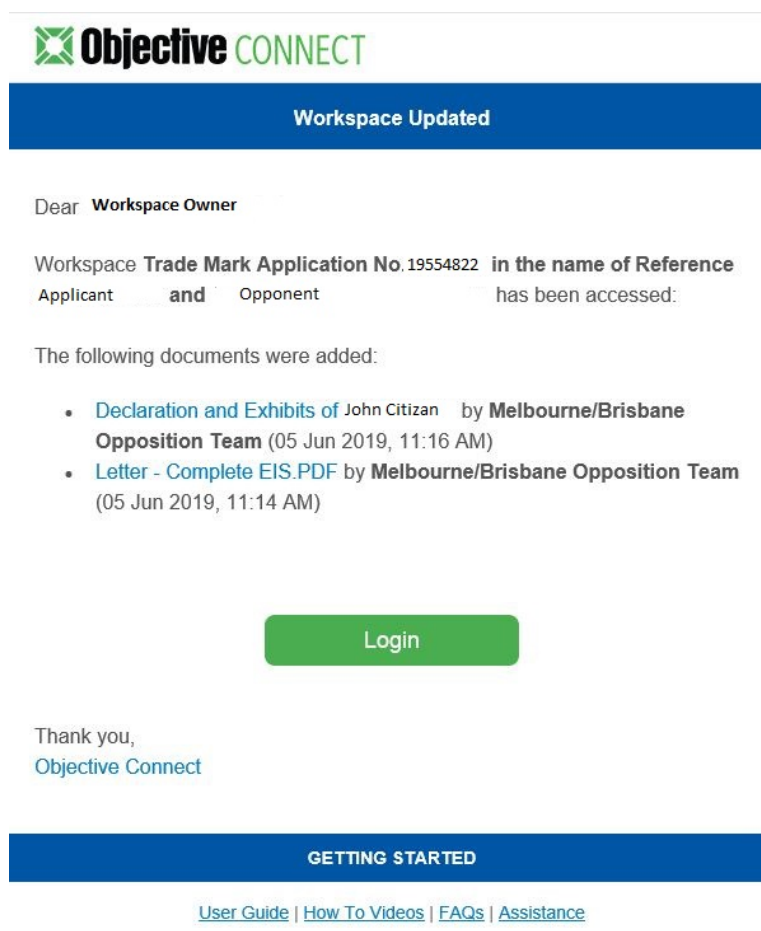 Objective CONNECT
Workspace Updated
Dear Workspace Owner
Workspace Trade Mark Application No. 19554822 in the name of Reference
Applicant and Opponent has been accessed:
The following documents were added:
• Declaration and Exhibits of John Citizan by Melbourne/Brisbane
Opposition Team (05 Jun 2019, 11:16 AM)
• Letter - Complete EIS.PDF by Melbourne/Brisbane Opposition Team
(05 Jun 2019, 11:14 AM)
Login
Thank you,
Objective Connect
GETTING STARTED
User Guide | How To Videos | FAQs | Assistance